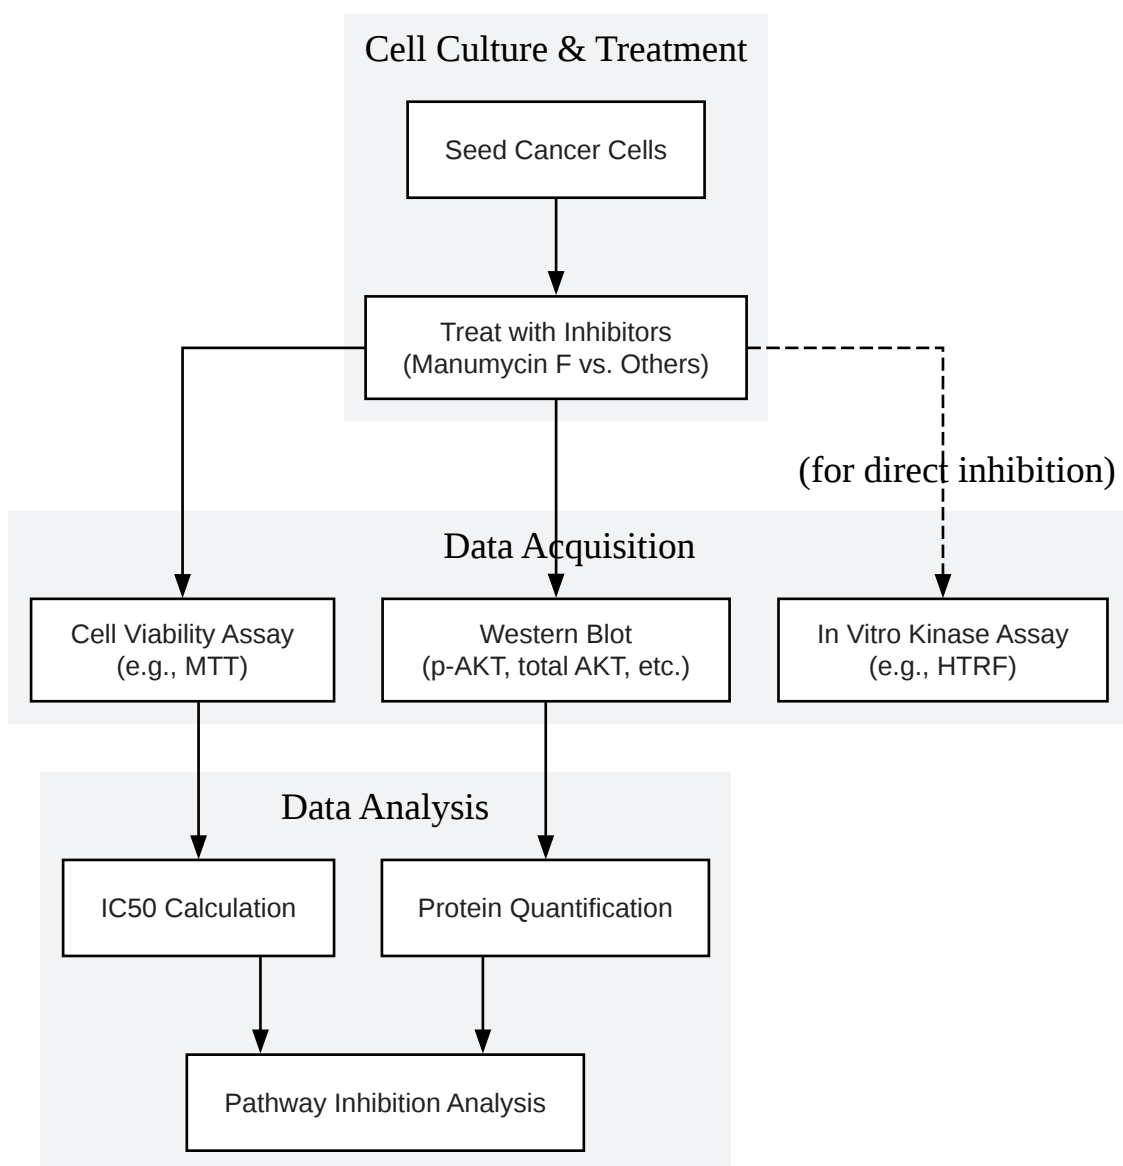 Cell Culture & Treatment
Seed Cancer Cells
Treat with Inhibitors
(Manumycin F vs. Others)
(for direct inhibition)
Data Acquisition
Cell Viability Assay
(e.g., MTT)
Western Blot
(p-AKT, total AKT, etc.)
In Vitro Kinase Assay
(e.g., HTRF)
Data Analysis
IC50 Calculation
Protein Quantification
Pathway Inhibition Analysis